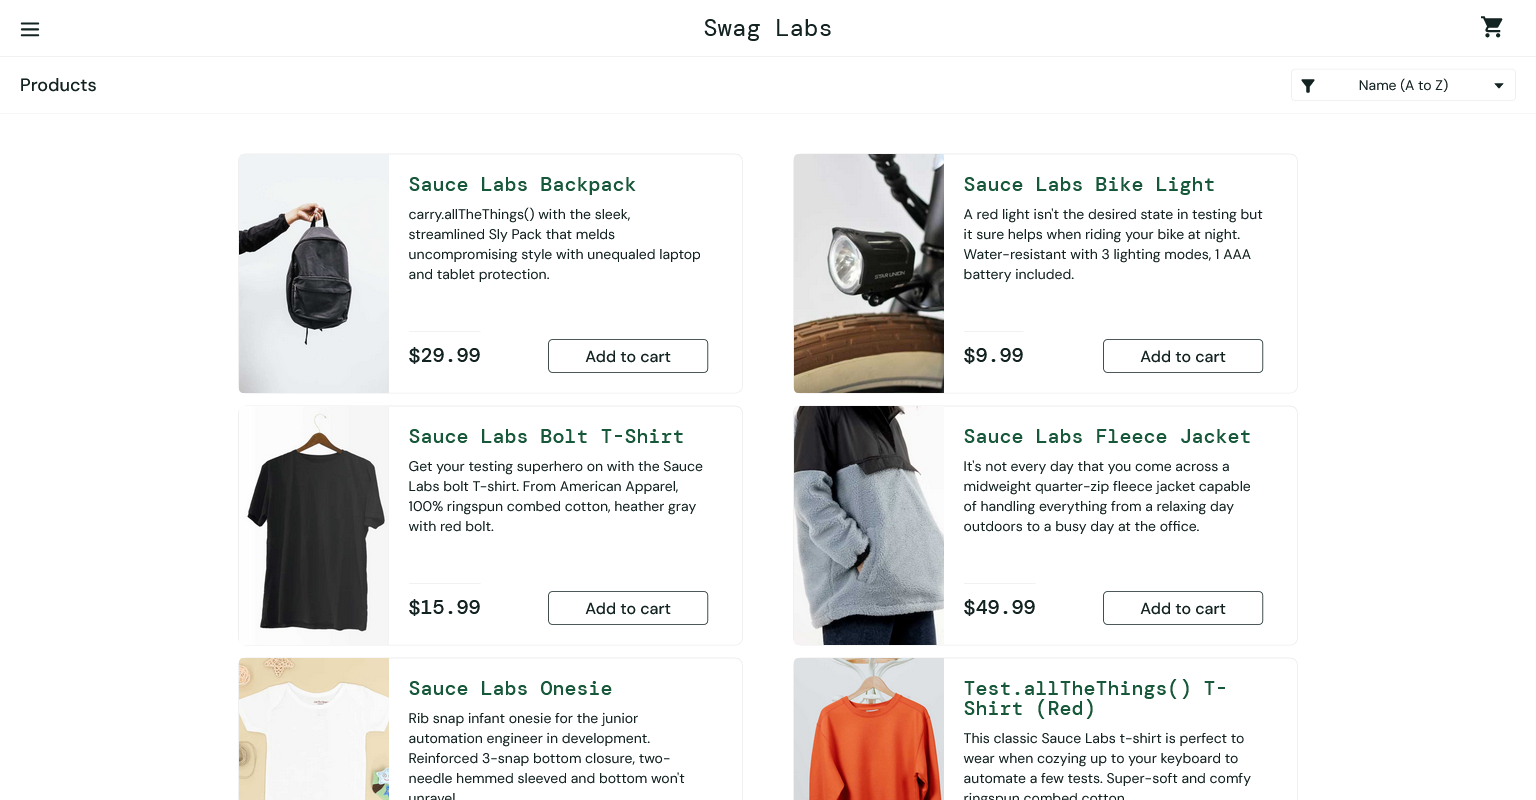 Swag Labs
Products
Name (A to Z)
Sauce Labs Backpack
carry.allTheThings() with the sleek,
streamlined Sly Pack that melds
uncompromising style with unequaled laptop
and tablet protection.
$29.99
Add to cart
Sauce Labs Bike Light
A red light isn't the desired state in testing but
it sure helps when riding your bike at night.
Water-resistant with 3 lighting modes, 1 AAA
battery included.
STAR UNION
$9.99
Add to cart
Sauce Labs Bolt T-Shirt
Get your testing superhero on with the Sauce
Labs bolt T-shirt. From American Apparel,
100% ringspun combed cotton, heather gray
with red bolt.
$15.99
Add to cart
Sauce Labs Fleece Jacket
It's not every day that you come across a
midweight quarter-zip fleece jacket capable
of handling everything from a relaxing day
outdoors to a busy day at the office.
$49.99
Add to cart
Sauce Labs Onesie
Rib snap infant onesie for the junior
automation engineer in development.
Reinforced 3-snap bottom closure, two-
needle hemmed sleeved and bottom won't
unravel.
Test.allTheThings() T-
Shirt (Red)
This classic Sauce Labs t-shirt is perfect to
wear when cozying up to your keyboard to
automate a few tests. Super-soft and comfy
ringspun combed cotton.